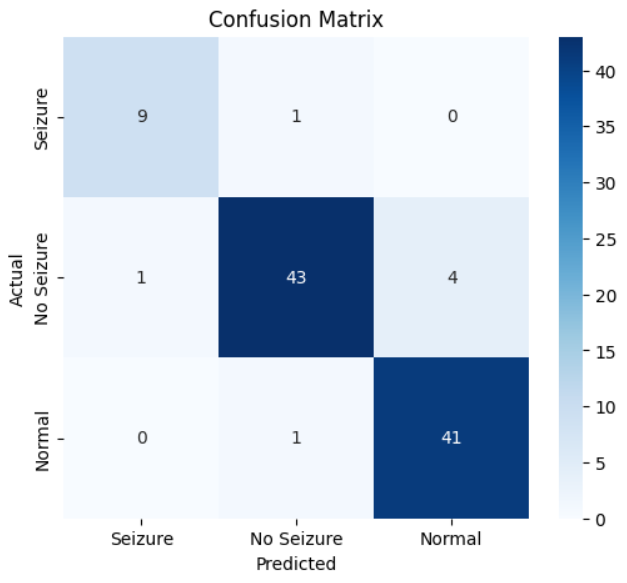 Confusion Matrix
Actual
Seizure
9 1 0
No Seizure
1 43 4
Normal
0 1 41
Seizure No Seizure Normal
Predicted
40
35
30
25
20
15
10
5
0